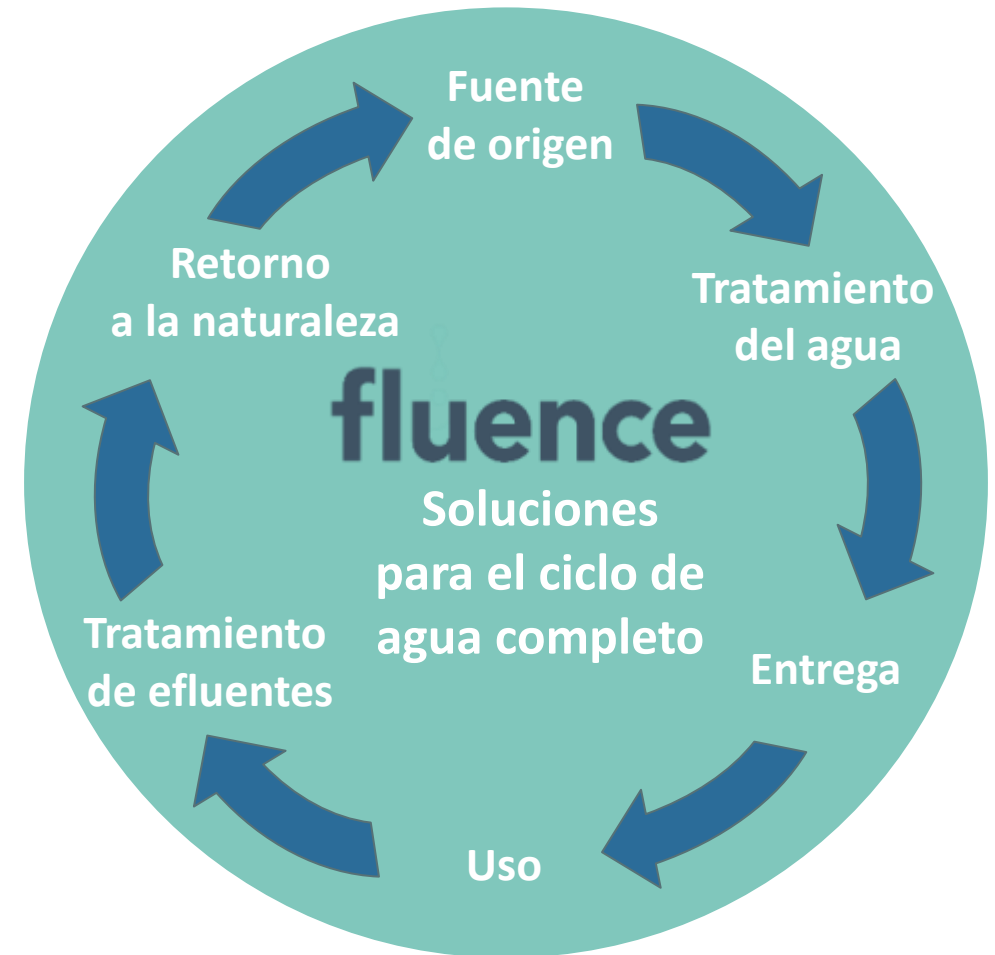 Fuente
de origen
Tratamiento
del agua
Entrega
Uso
Tratamiento
de efluentes
Retorno
a la naturaleza
fluence
Soluciones
para el ciclo de
agua completo